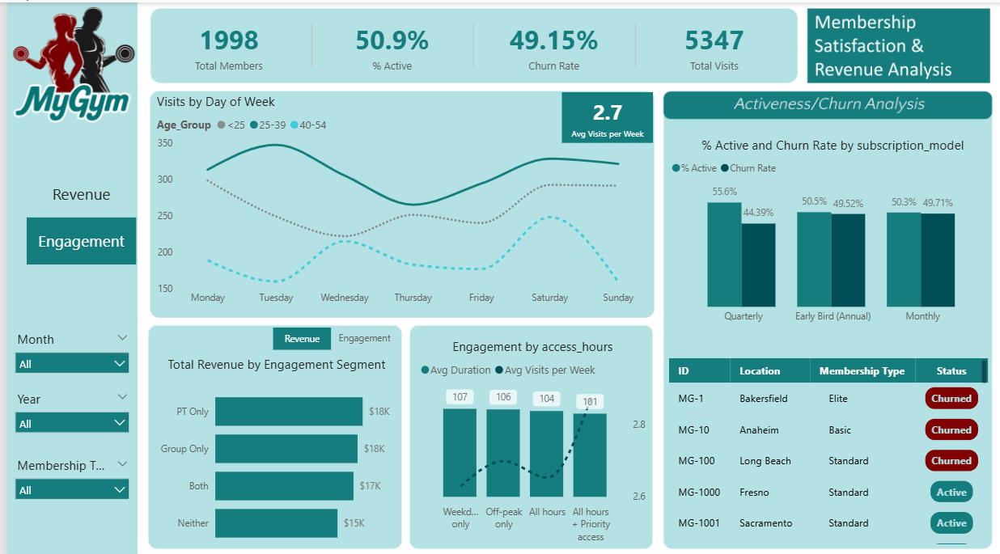 MyGym
Revenue
Engagement
Month
All
Year
All
Membership T...
All
1998
Total Members
50.9%
% Active
49.15%
Churn Rate
5347
Total Visits
Membership
Satisfaction &
Revenue Analysis
Visits by Day of Week
Age_Group <25 25-39 40-54
2.7
Avg Visits per Week
350
300
250
200
150
Monday Tuesday Wednesday Thursday Friday Saturday Sunday
Revenue Engagement
Total Revenue by Engagement Segment
PT Only $18K
Group Only $18K
Both $17K
Neither $15K
Engagement by access_hours
Avg Duration Avg Visits per Week
107 106 104 101
2.8
2.6
Weekd... only
Off-peak only
All hours
All hours + Priority access
Activeness/Churn Analysis
% Active and Churn Rate by subscription_model
% Active Churn Rate
55.6% 44.39% 50.5% 49.52% 50.3% 49.71%
Quarterly Early Bird (Annual) Monthly
ID Location Membership Type Status
MG-1 Bakersfield Elite Churned
MG-10 Anaheim Basic Churned
MG-100 Long Beach Standard Churned
MG-1000 Fresno Standard Active
MG-1001 Sacramento Standard Active